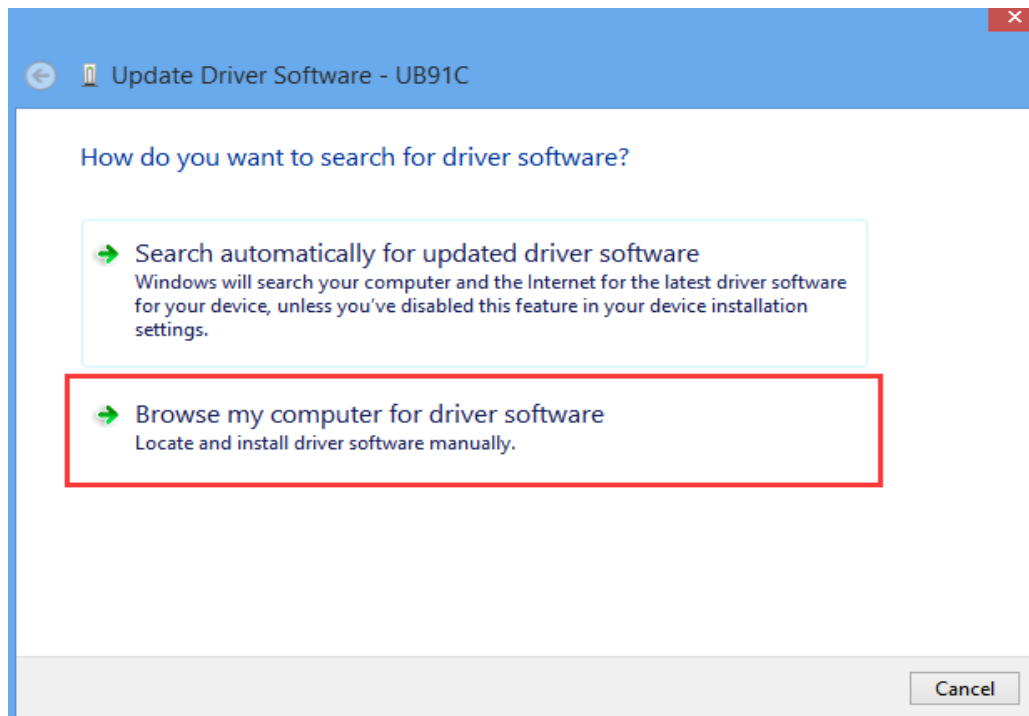 Update Driver Software - UB91C
How do you want to search for driver software?
Search automatically for updated driver software
Windows will search your computer and the Internet for the latest driver software
for your device, unless you've disabled this feature in your device installation
settings.
Browse my computer for driver software
Locate and install driver software manually.
Cancel